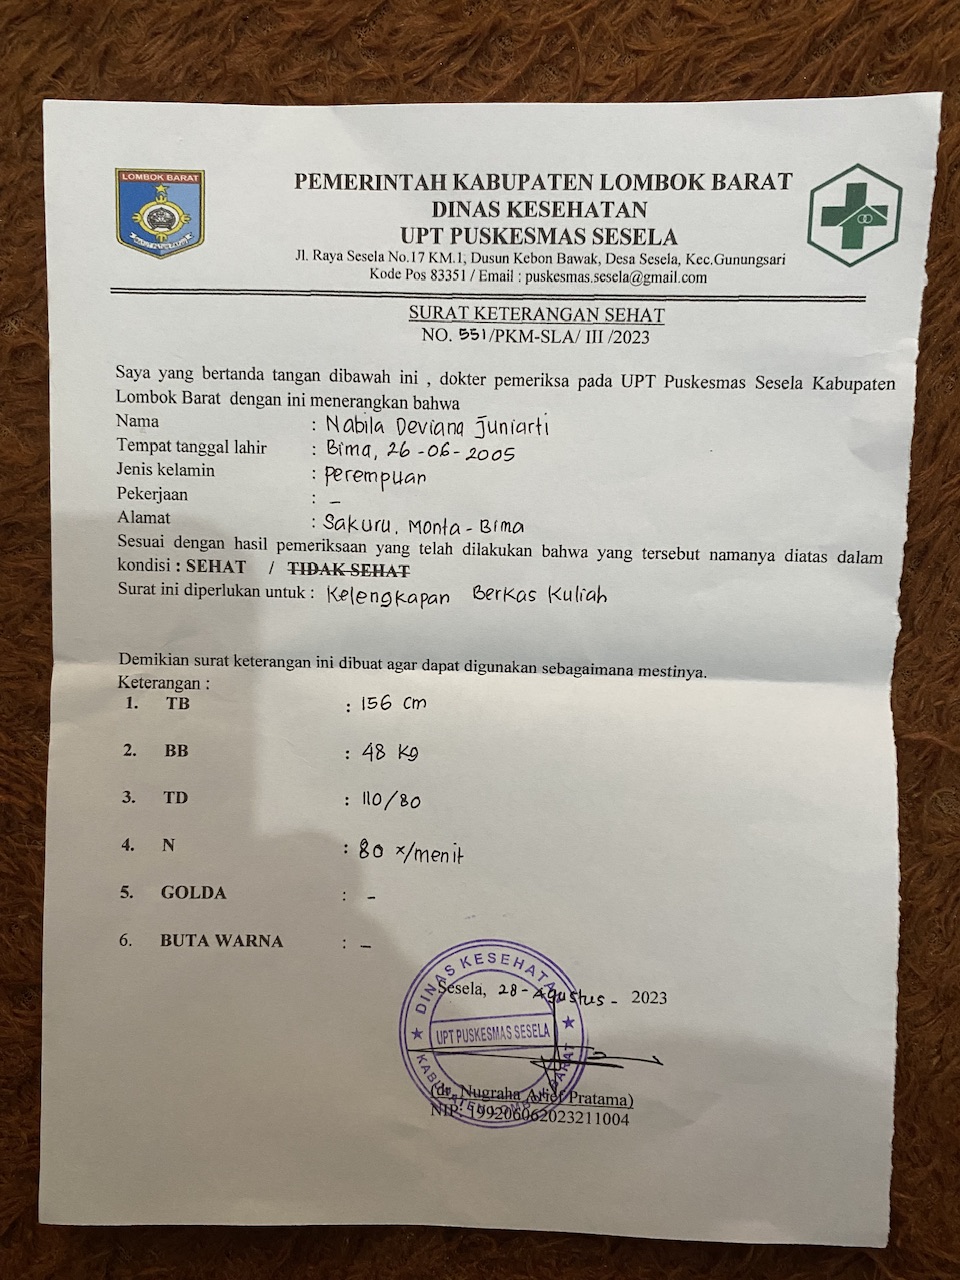 LOMBOK BARAT
PEMERINTAH KABUPATEN LOMBOK BARAT
DINAS KESEHATAN
UPT PUSKESMAS SESELA
Jl. Raya Sesela No.17 KM.1, Dusun Kebon Bawak, Desa Sesela, Kec.Gunungsari
Kode Pos 83351 / Email : puskesmas.sesela@gmail.com
SURAT KETERANGAN SEHAT
NO. 551/PKM-SLA/ III /2023
Saya yang bertanda tangan dibawah ini , dokter pemeriksa pada UPT Puskesmas Sesela Kabupaten
Lombok Barat dengan ini menerangkan bahwa
Nama : Nabila Deviana Juniarti
Tempat tanggal lahir : Bima, 26-06-2005
Jenis kelamin : perempuan
Pekerjaan : -
Alamat : Sakuru, Monta-Bima
Sesuai dengan hasil pemeriksaan yang telah dilakukan bahwa yang tersebut namanya diatas dalam
kondisi : SEHAT / TIDAK SEHAT
Surat ini diperlukan untuk : Kelengkapan Berkas Kuliah
Demikian surat keterangan ini dibuat agar dapat digunakan sebagaimana mestinya.
Keterangan :
1. TB : 156 cm
2. BB : 48 Kg
3. TD : 110/80
4. N : 80 x/menit
5. GOLDA : -
6. BUTA WARNA : -
Sesela, 28-Agustus- 2023
DINAS KESEHATAN
UPT PUSKESMAS SESELA
KABUPATEN LOMBOK BARAT
(dr. Nugraha Arief Pratama)
NIP: 199206062023211004